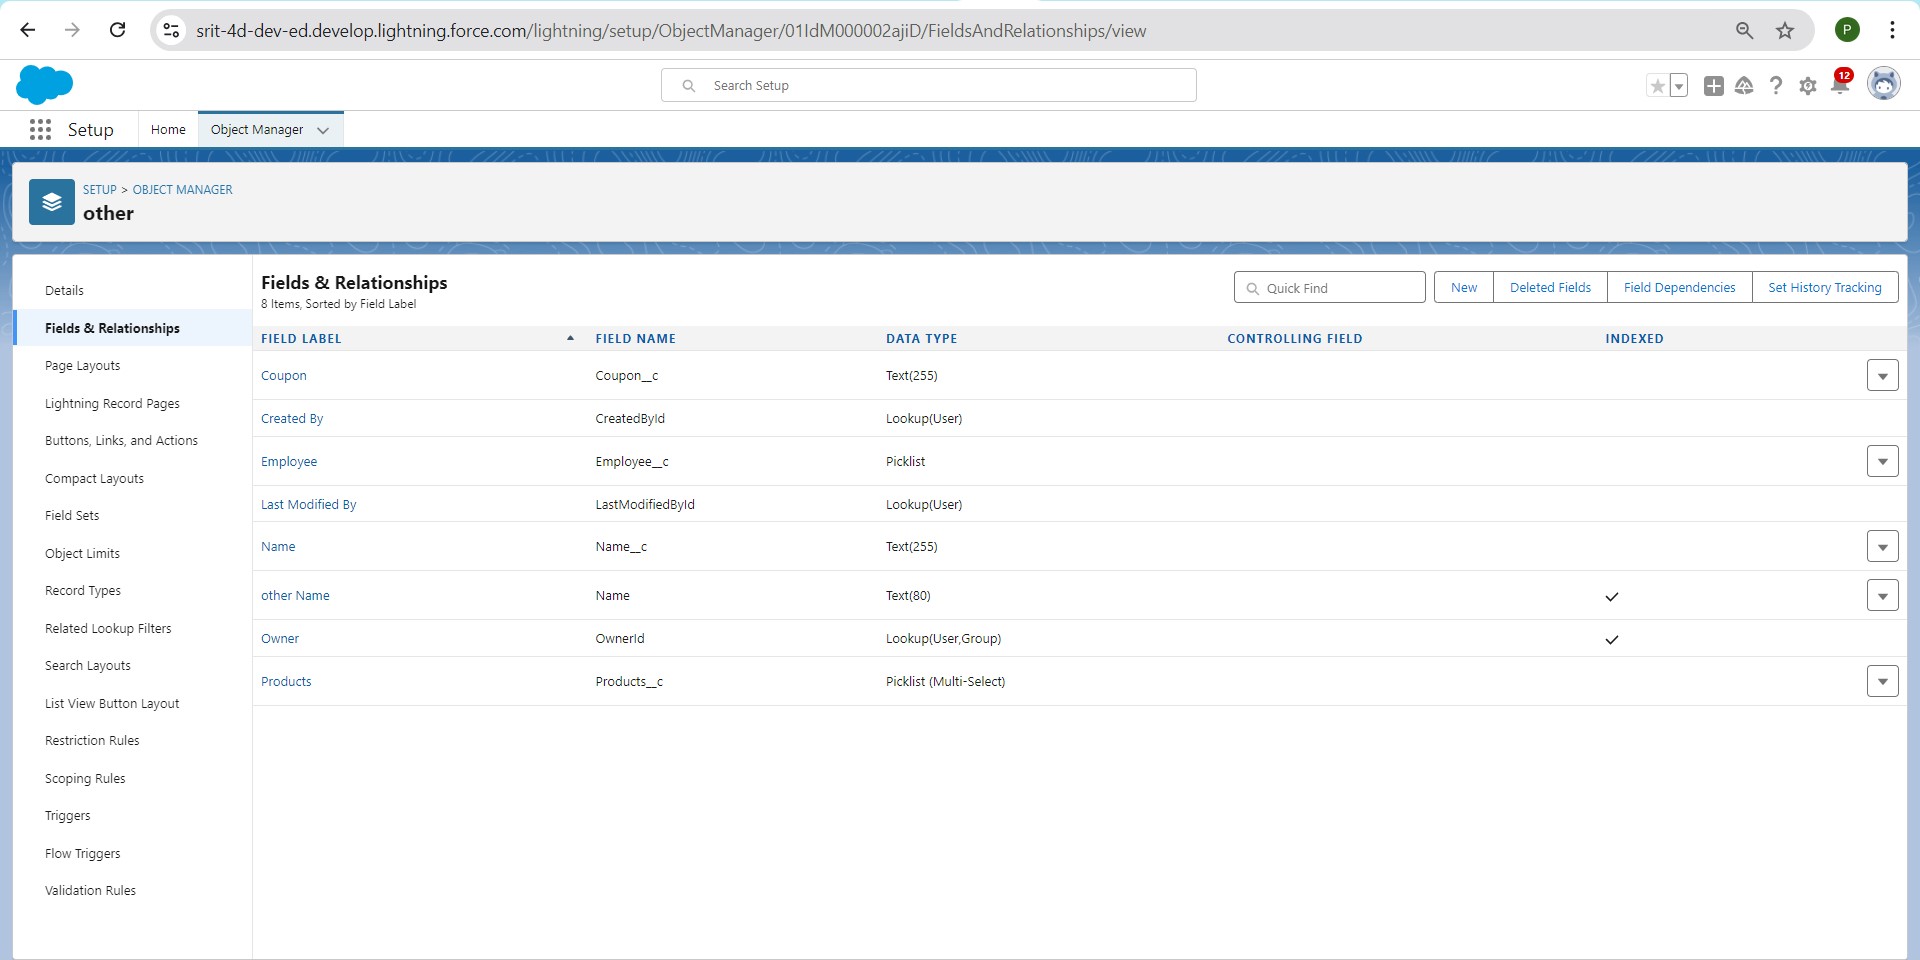 srit-4d-dev-ed.develop.lightning.force.com/lightning/setup/ObjectManager/01IdM000002ajiD/FieldsAndRelationships/view
P
Search Setup
12
Setup
Home
Object Manager
SETUP > OBJECT MANAGER
other
Details
Fields & Relationships
Page Layouts
Lightning Record Pages
Buttons, Links, and Actions
Compact Layouts
Field Sets
Object Limits
Record Types
Related Lookup Filters
Search Layouts
List View Button Layout
Restriction Rules
Scoping Rules
Triggers
Flow Triggers
Validation Rules
Fields & Relationships
8 Items, Sorted by Field Label
Quick Find
New
Deleted Fields
Field Dependencies
Set History Tracking
FIELD LABEL FIELD NAME DATA TYPE CONTROLLING FIELD INDEXED
Coupon Coupon__c Text(255)
Created By CreatedById Lookup(User)
Employee Employee__c Picklist
Last Modified By LastModifiedById Lookup(User)
Name Name__c Text(255)
other Name Name Text(80)
Owner OwnerId Lookup(User,Group)
Products Products__c Picklist (Multi-Select)